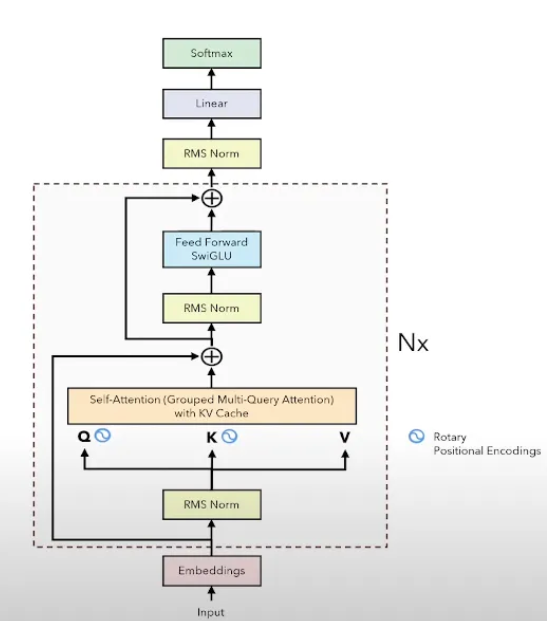 Softmax
Linear
RMS Norm
Feed Forward
SwiGLU
RMS Norm
Nx
Self-Attention (Grouped Multi-Query Attention)
with KV Cache
Q K V
Rotary
Positional Encodings
RMS Norm
Embeddings
Input